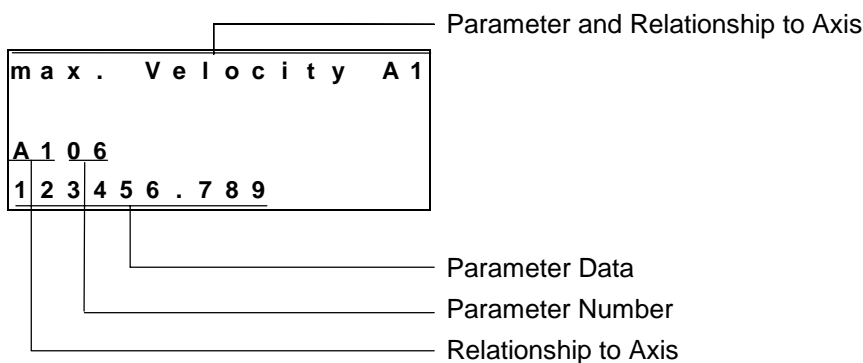 Parameter and Relationship to Axis
max. Velocity A1
A106
123456.789
Parameter Data
Parameter Number
Relationship to Axis